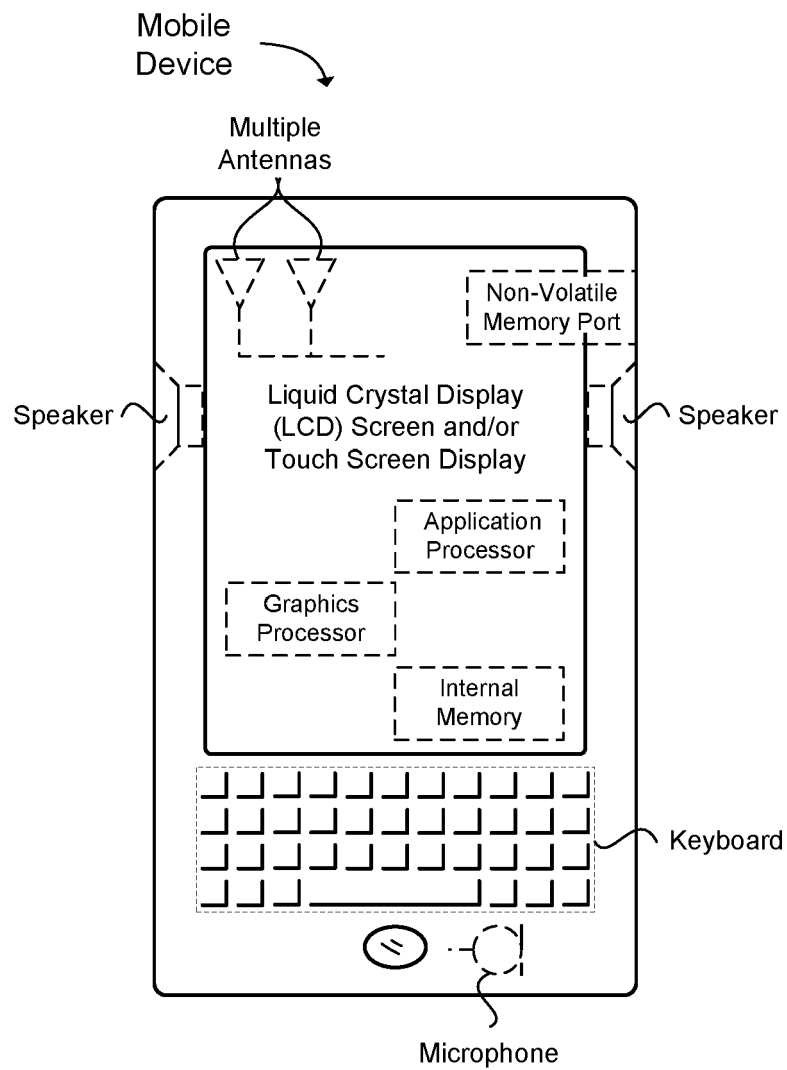 Mobile
Device
Multiple
Antennas
Non-Volatile
Memory Port
Speaker
Liquid Crystal Display
(LCD) Screen and/or
Touch Screen Display
Speaker
Application
Processor
Graphics
Processor
Internal
Memory
Keyboard
Microphone